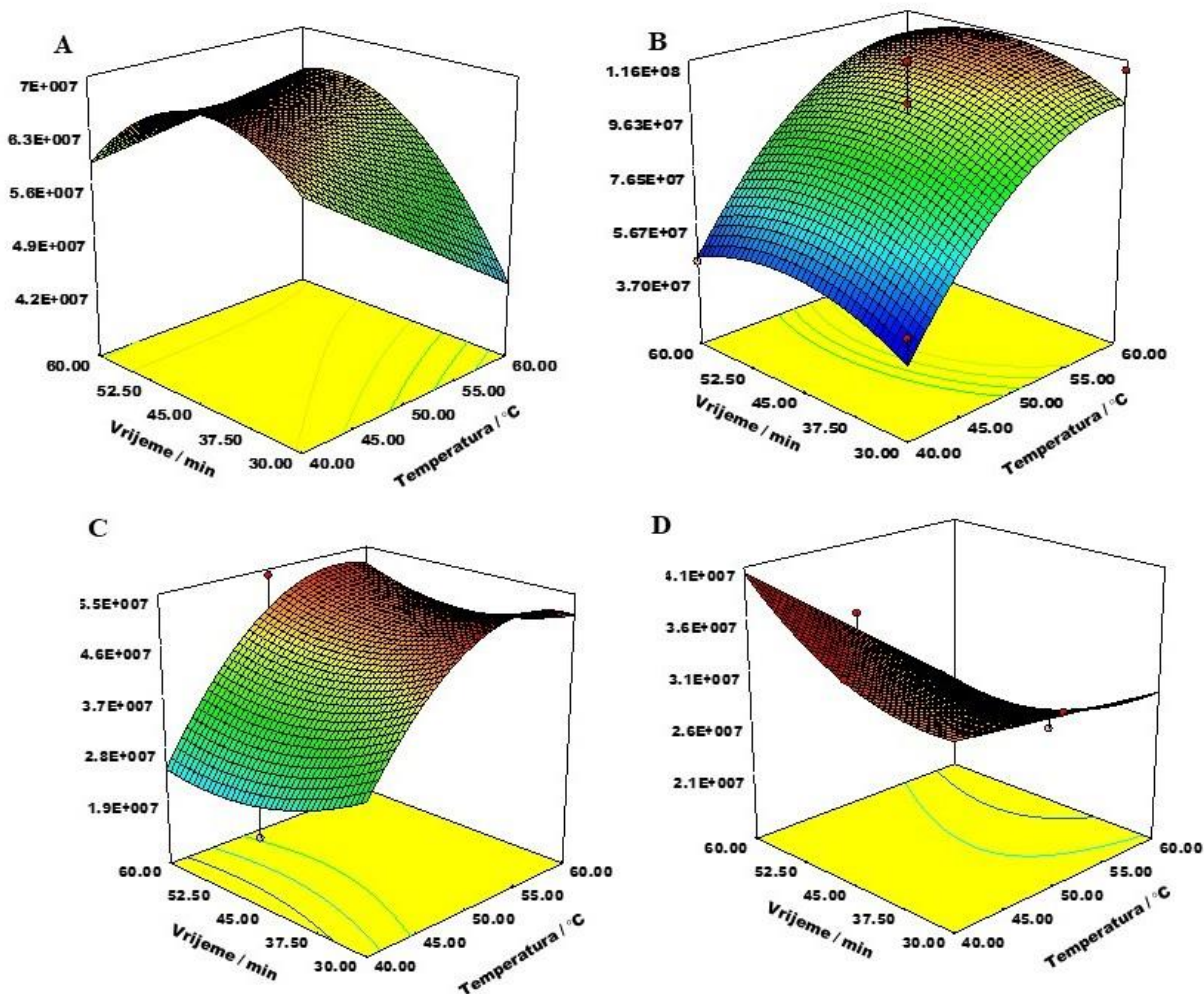 A
7E+007
6.3E+007
5.6E+007
4.9E+007
4.2E+007
60.00
52.50
45.00
37.50
30.00
Vrijeme / min
40.00
45.00
50.00
55.00
60.00
Temperatura / °C
B
1.16E+08
9.63E+07
7.65E+07
5.67E+07
3.70E+07
60.00
52.50
45.00
37.50
30.00
Vrijeme / min
40.00
45.00
50.00
55.00
60.00
Temperatura / °C
C
5.5E+007
4.6E+007
3.7E+007
2.8E+007
1.9E+007
60.00
52.50
45.00
37.50
30.00
Vrijeme / min
40.00
45.00
50.00
55.00
60.00
Temperatura / °C
D
4.1E+007
3.6E+007
3.1E+007
2.6E+007
2.1E+007
60.00
52.50
45.00
37.50
30.00
Vrijeme / min
40.00
45.00
50.00
55.00
60.00
Temperatura / °C